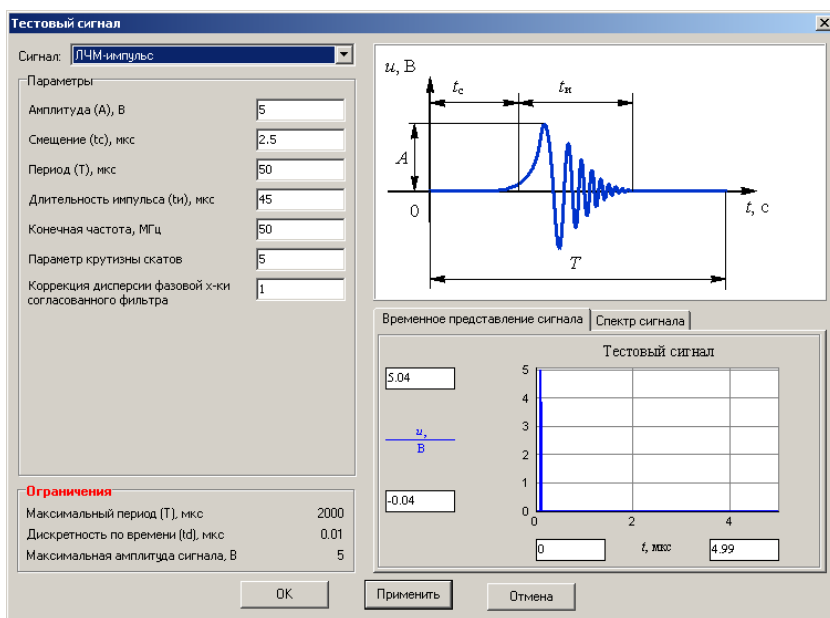 Тестовый сигнал
Сигнал: ЛЧМ-импульс
Параметры
Амплитуда (А), В 5
Смещение (tс), мкс 2.5
Период (Т), мкс 50
Длительность импульса (tи), мкс 45
Конечная частота, МГц 50
Параметр крутизны скатов 5
Коррекция дисперсии фазовой х-ки
согласованного фильтра 1
Ограничения
Максимальный период (Т), мкс 2000
Дискретность по времени (td), мкс 0.01
Максимальная амплитуда сигнала, В 5
u, В
tс tи
A
0
t, с
T
Временное представление сигнала Спектр сигнала
Тестовый сигнал
5.04
u,
В
-0.04
5
4
3
2
1
0
0 2 4
0 t, мкс 4.99
OK Применить Отмена